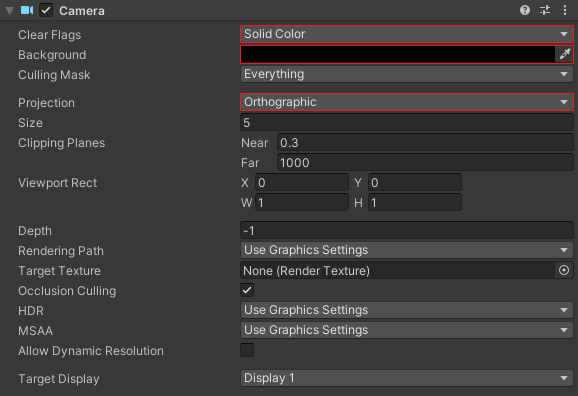 Camera
Clear Flags Solid Color
Background
Culling Mask Everything
Projection Orthographic
Size 5
Clipping Planes Near 0.3
Far 1000
Viewport Rect X 0 Y 0
W 1 H 1
Depth -1
Rendering Path Use Graphics Settings
Target Texture None (Render Texture)
Occlusion Culling
HDR Use Graphics Settings
MSAA Use Graphics Settings
Allow Dynamic Resolution
Target Display Display 1